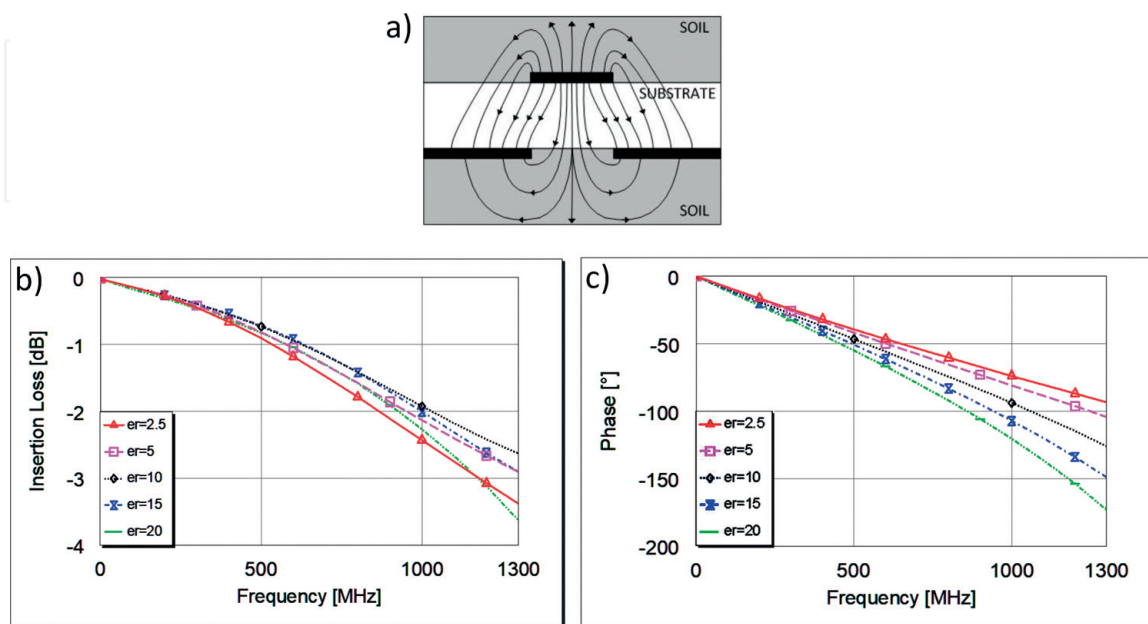 a)
SOIL
SUBSTRATE
SOIL
b)
0
-1
-2
-3
-4
Insertion Loss [dB]
er=2.5
er=5
er=10
er=15
er=20
0
500
1000
1300
Frequency [MHz]
c)
0
-50
-100
-150
-200
Phase [°]
er=2.5
er=5
er=10
er=15
er=20
0
500
1000
1300
Frequency [MHz]